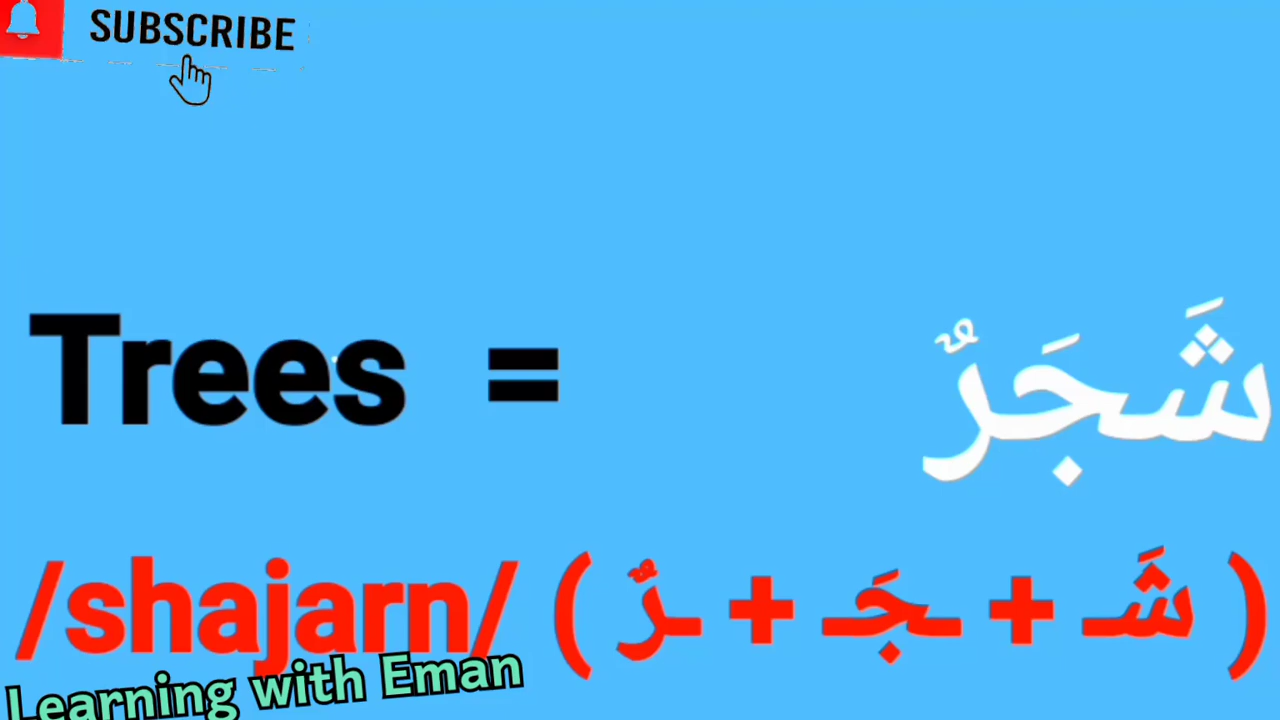 SUBSCRIBE
Trees = شَجَرٌ
/shajarn/ ( شَـ + ـجَـ + ـرٌ )
Learning with Eman